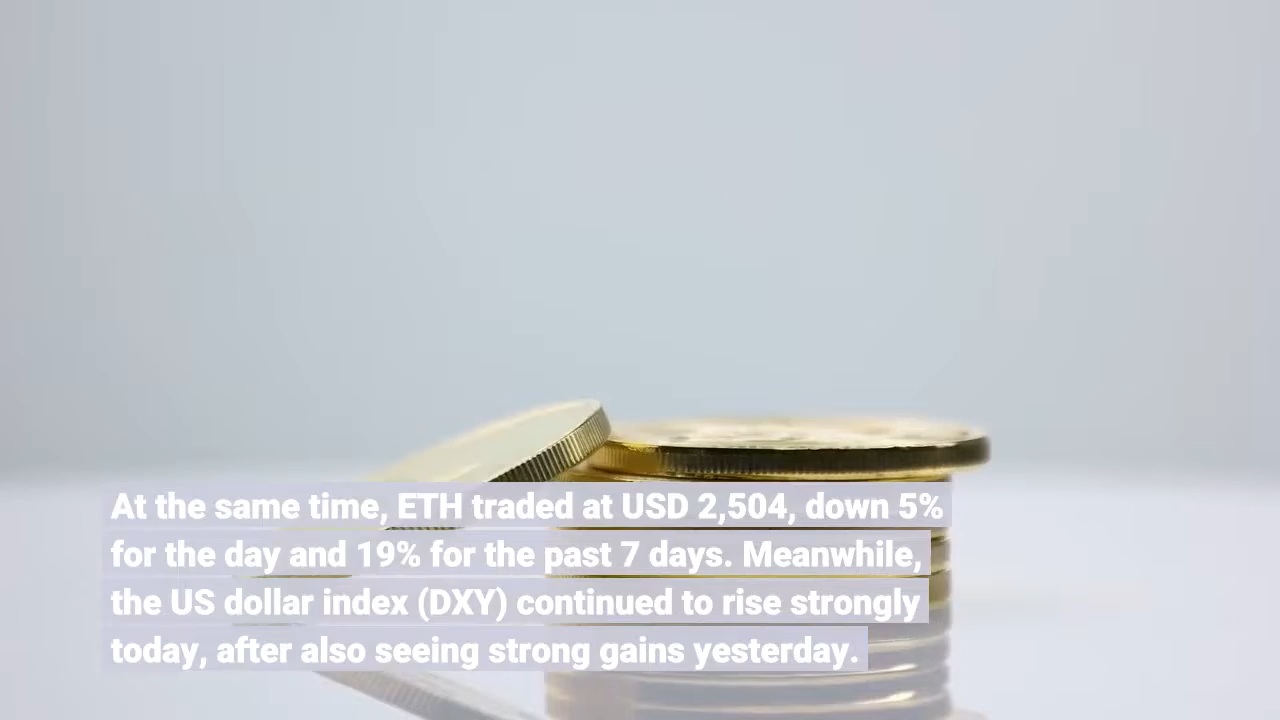 At the same time, ETH traded at USD 2,504, down 5%
for the day and 19% for the past 7 days. Meanwhile,
the US dollar index (DXY) continued to rise strongly
today, after also seeing strong gains yesterday.